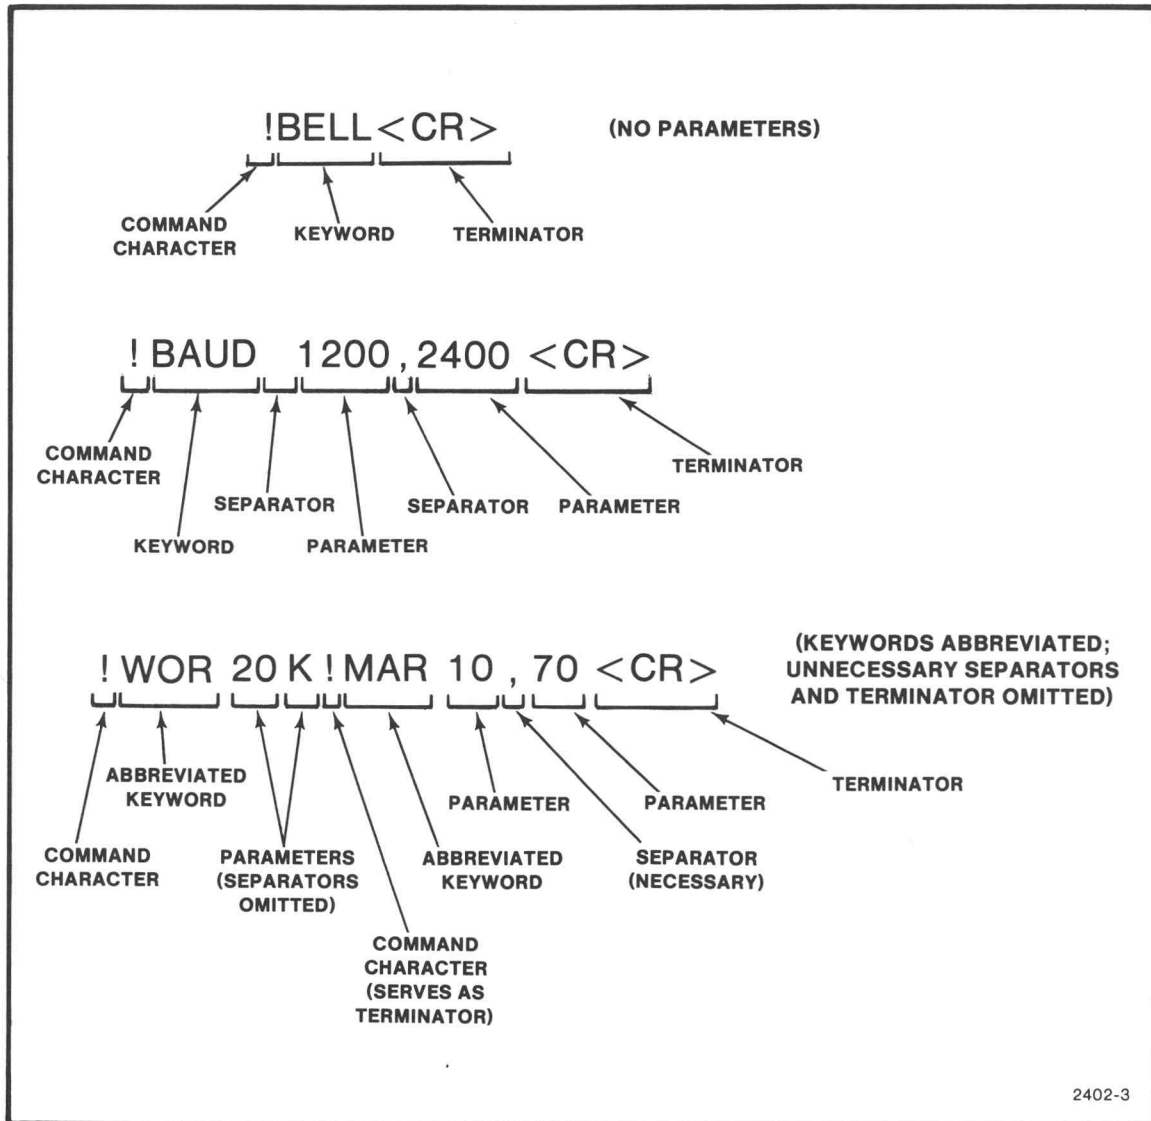 !BELL<CR> (NO PARAMETERS)
COMMAND
CHARACTER
KEYWORD
TERMINATOR
!BAUD 1200,2400 <CR>
COMMAND
CHARACTER
KEYWORD
SEPARATOR
PARAMETER
SEPARATOR
PARAMETER
TERMINATOR
!WOR 20K!MAR 10,70 <CR>
(KEYWORDS ABBREVIATED;
UNNECESSARY SEPARATORS
AND TERMINATOR OMITTED)
COMMAND
CHARACTER
ABBREVIATED
KEYWORD
PARAMETERS
(SEPARATORS
OMITTED)
COMMAND
CHARACTER
(SERVES AS
TERMINATOR)
ABBREVIATED
KEYWORD
PARAMETER
SEPARATOR
(NECESSARY)
PARAMETER
TERMINATOR
2402-3